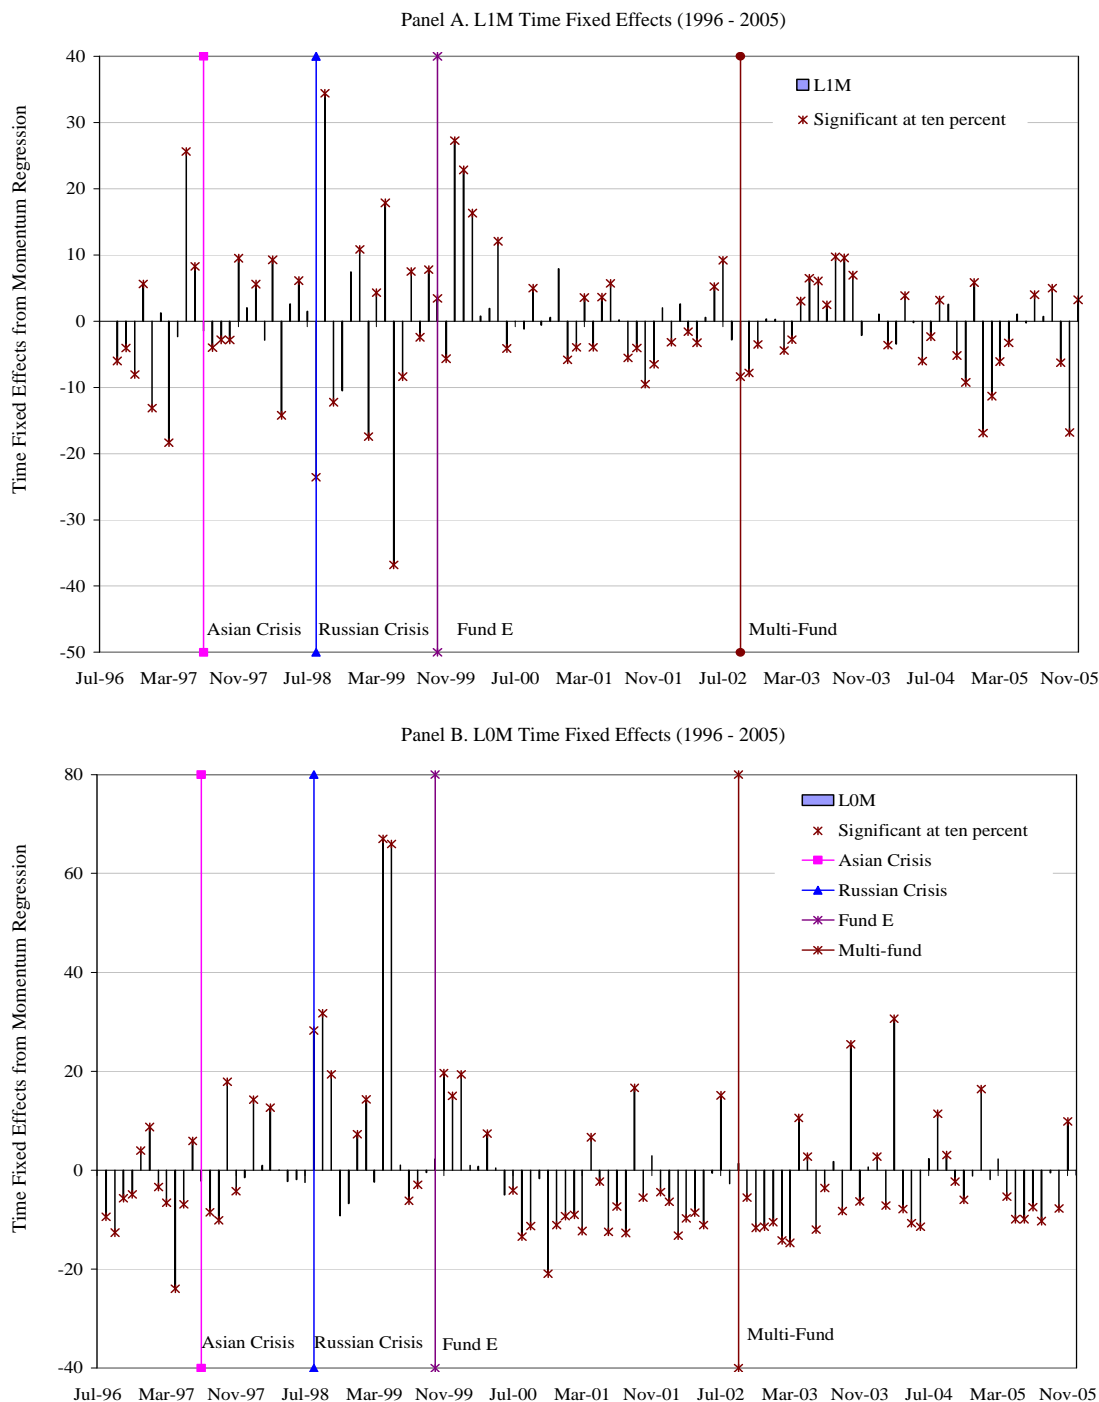 Panel A. L1M Time Fixed Effects (1996 - 2005)
Time Fixed Effects from Momentum Regression
40
30
20
10
0
-10
-20
-30
-40
-50
L1M
Significant at ten percent
Asian Crisis
Russian Crisis
Fund E
Multi-Fund
Jul-96 Mar-97 Nov-97 Jul-98 Mar-99 Nov-99 Jul-00 Mar-01 Nov-01 Jul-02 Mar-03 Nov-03 Jul-04 Mar-05 Nov-05
Panel B. L0M Time Fixed Effects (1996 - 2005)
Time Fixed Effects from Momentum Regression
80
60
40
20
0
-20
-40
L0M
Significant at ten percent
Asian Crisis
Russian Crisis
Fund E
Multi-fund
Asian Crisis
Russian Crisis
Fund E
Multi-Fund
Jul-96 Mar-97 Nov-97 Jul-98 Mar-99 Nov-99 Jul-00 Mar-01 Nov-01 Jul-02 Mar-03 Nov-03 Jul-04 Mar-05 Nov-05